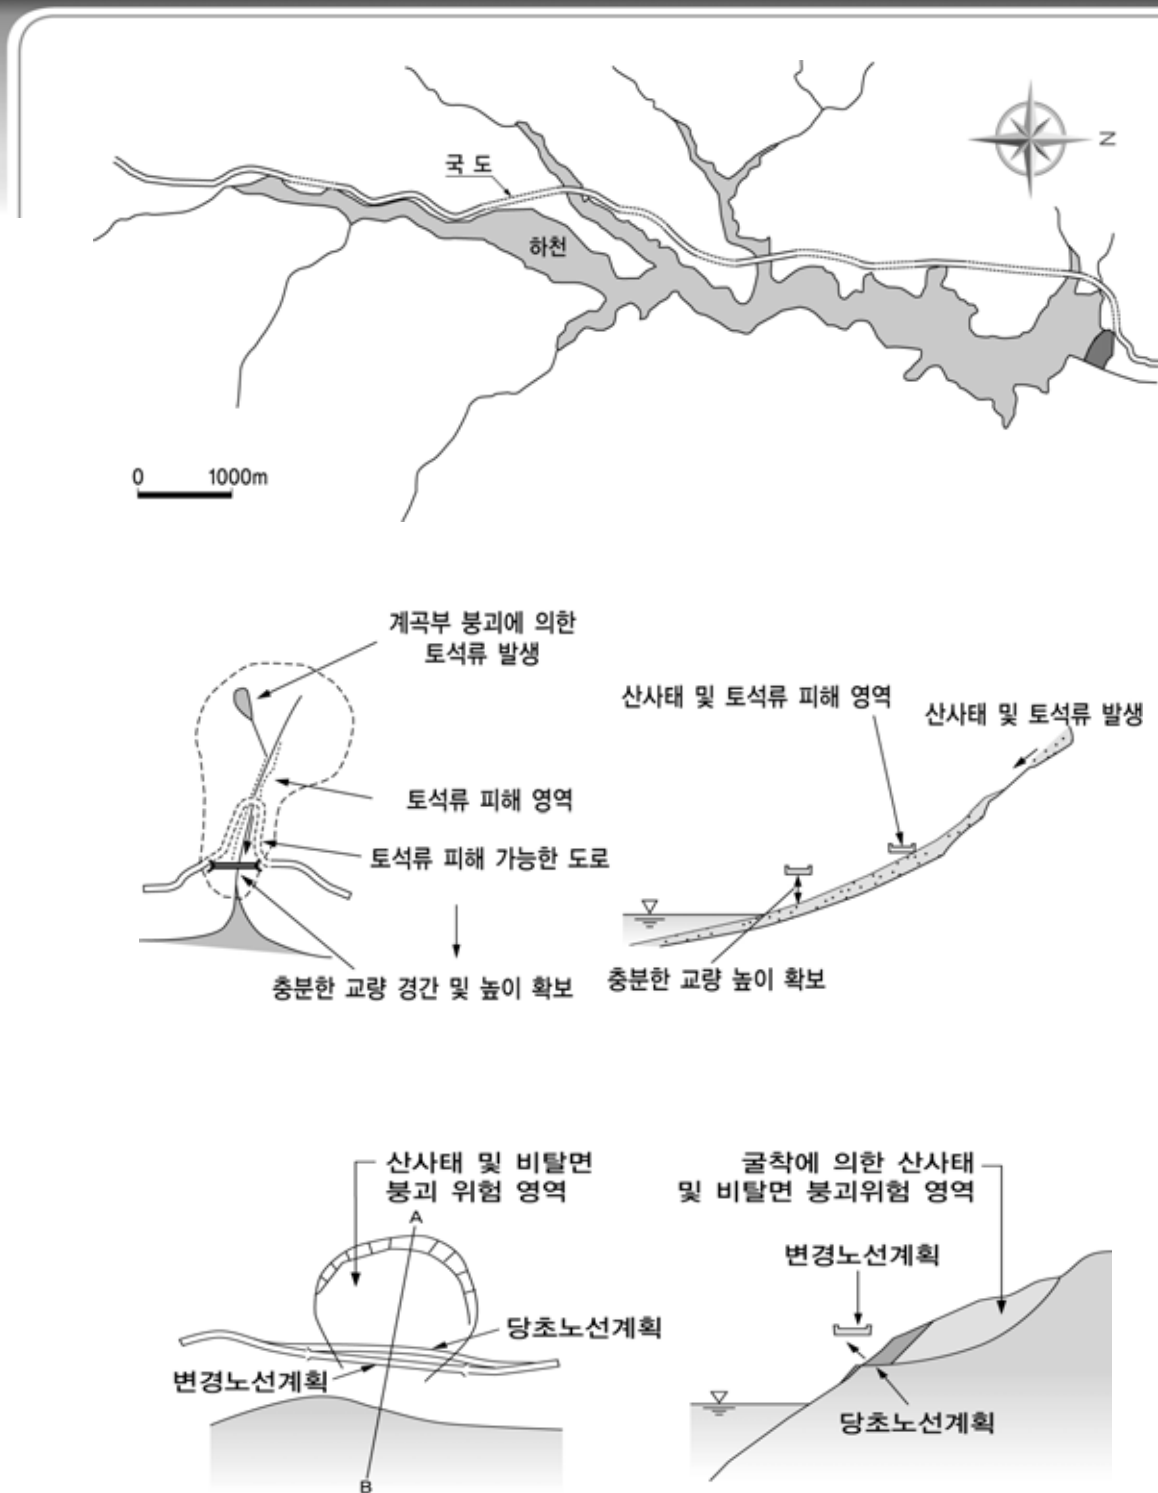 N
국 도
하천
0 1000m
계곡부 붕괴에 의한
토석류 발생
산사태 및 토석류 피해 영역
산사태 및 토석류 발생
토석류 피해 영역
토석류 피해 가능한 도로
충분한 교량 경간 및 높이 확보
충분한 교량 높이 확보
산사태 및 비탈면
붕괴 위험 영역
A
당초노선계획
변경노선계획
B
굴착에 의한 산사태
및 비탈면 붕괴위험 영역
변경노선계획
당초노선계획